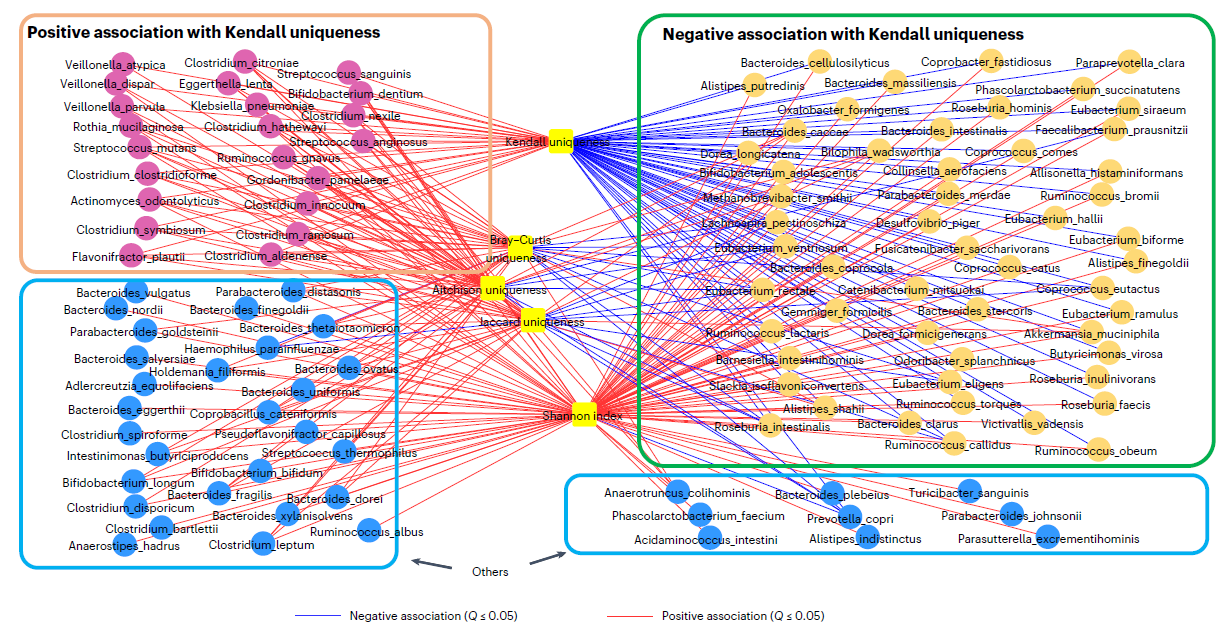 Positive association with Kendall uniqueness
Veillonella_atypica
Clostridium_citroniae
Streptococcus_sanguinis
Veillonella_dispar
Eggerthella_lenta
Bifidobacterium_dentium
Veillonella_parvula
Klebsiella_pneumoniae
Clostridium_nexile
Rothia_mucilaginosa
Clostridium_hathewayi
Streptococcus_anginosus
Streptococcus_mutans
Ruminococcus_gnavus
Clostridium_clostridioforme
Gordonibacter_pamelaeae
Actinomyces_odontolyticus
Clostridium_innocuum
Clostridium_symbiosum
Clostridium_ramosum
Flavonifractor_plautii
Clostridium_aldenense
Bacteroides_vulgatus
Parabacteroides_distasonis
Bacteroides_nordii
Bacteroides_finegoldii
Parabacteroides_goldsteinii
Bacteroides_thetaiotaomicron
Haemophilus_parainfluenzae
Bacteroides_salyersiae
Holdemania_filiformis
Bacteroides_ovatus
Adlercreutzia_equolifaciens
Bacteroides_uniformis
Bacteroides_eggerthii
Coprobacillus_cateniformis
Clostridium_spiroforme
Pseudoflavonifractor_capillosus
Intestinimonas_butyriciproducens
Streptococcus_thermophilus
Bifidobacterium_bifidum
Bifidobacterium_longum
Bacteroides_fragilis
Bacteroides_dorei
Clostridium_disporicum
Bacteroides_xylanisolvens
Clostridium_bartlettii
Ruminococcus_albus
Anaerostipes_hadrus
Clostridium_leptum
Kendall uniqueness
Bray–Curtis
uniqueness
Aitchison uniqueness
Jaccard uniqueness
Shannon index
Negative association with Kendall uniqueness
Bacteroides_cellulosilyticus
Coprobacter_fastidiosus
Paraprevotella_clara
Alistipes_putredinis
Bacteroides_massiliensis
Phascolarctobacterium_succinatutens
Oxalobacter_formigenes
Roseburia_hominis
Eubacterium_siraeum
Bacteroides_caccae
Bacteroides_intestinalis
Faecalibacterium_prausnitzii
Dorea_longicatena
Bilophila_wadsworthia
Coprococcus_comes
Bifidobacterium_adolescentis
Collinsella_aerofaciens
Allisonella_histaminiformans
Methanobrevibacter_smithii
Parabacteroides_merdae
Ruminococcus_bromii
Lachnospira_pectinoschiza
Desulfovibrio_piger
Eubacterium_hallii
Eubacterium_ventriosum
Fusicatenibacter_saccharivorans
Eubacterium_biforme
Bacteroides_coprocola
Coprococcus_catus
Alistipes_finegoldii
Eubacterium_rectale
Catenibacterium_mitsuokai
Coprococcus_eutactus
Gemmiger_formicilis
Bacteroides_stercoris
Eubacterium_ramulus
Ruminococcus_lactaris
Dorea_formicigenerans
Akkermansia_muciniphila
Barnesiella_intestinihominis
Odoribacter_splanchnicus
Butyricimonas_virosa
Slackia_isoflavoniconvertens
Eubacterium_eligens
Roseburia_inulinivorans
Alistipes_shahii
Ruminococcus_torques
Roseburia_faecis
Roseburia_intestinalis
Bacteroides_clarus
Victivallis_vadensis
Ruminococcus_callidus
Ruminococcus_obeum
Anaerotruncus_colihominis
Bacteroides_plebeius
Turicibacter_sanguinis
Phascolarctobacterium_faecium
Prevotella_copri
Parabacteroides_johnsonii
Acidaminococcus_intestini
Alistipes_indistinctus
Parasutterella_excrementihominis
Others
Negative association (Q ≤ 0.05)
Positive association (Q ≤ 0.05)